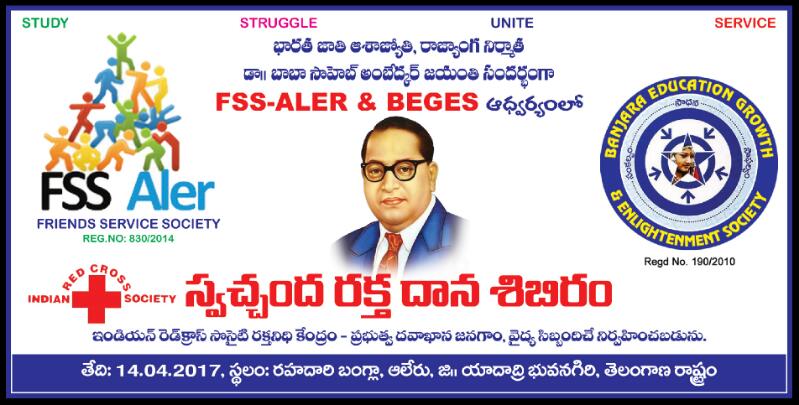 STUDY STRUGGLE UNITE SERVICE
భారత జాతి ఆశాజ్యోతి, రాజ్యాంగ నిర్మాత
డా॥ బాబా సాహెబ్ అంబేద్కర్ జయంతి సందర్భంగా
FSS-ALER & BEGES ఆధ్వర్యంలో
FSS Aler
FRIENDS SERVICE SOCIETY
REG.NO: 830/2014
BANJARA EDUCATION GROWTH
& ENLIGHTENMENT SOCIETY
సాధన
Regd No. 190/2010
RED CROSS
INDIAN SOCIETY
స్వచ్ఛంద రక్త దాన శిబిరం
ఇండియన్ రెడ్‌క్రాస్ సొసైటి రక్తనిధి కేంద్రం - ప్రభుత్వ దవాఖాన జనగాం, వైద్య సిబ్బందిచే నిర్వహించబడును.
తేది: 14.04.2017, స్థలం: రహదారి బంగ్లా, ఆలేరు, జి॥ యాదాద్రి భువనగిరి, తెలంగాణ రాష్ట్రం